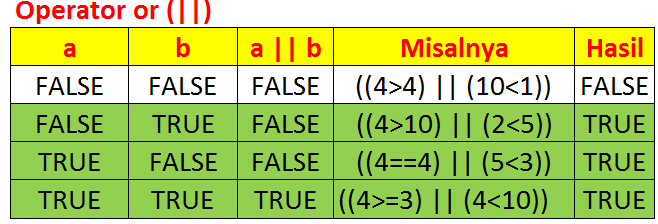 Operator or (||)
a b a || b Misalnya Hasil
FALSE FALSE FALSE ((4>4) || (10<1)) FALSE
FALSE TRUE FALSE ((4>10) || (2<5)) TRUE
TRUE FALSE FALSE ((4==4) || (5<3)) TRUE
TRUE TRUE TRUE ((4>=3) || (4<10)) TRUE